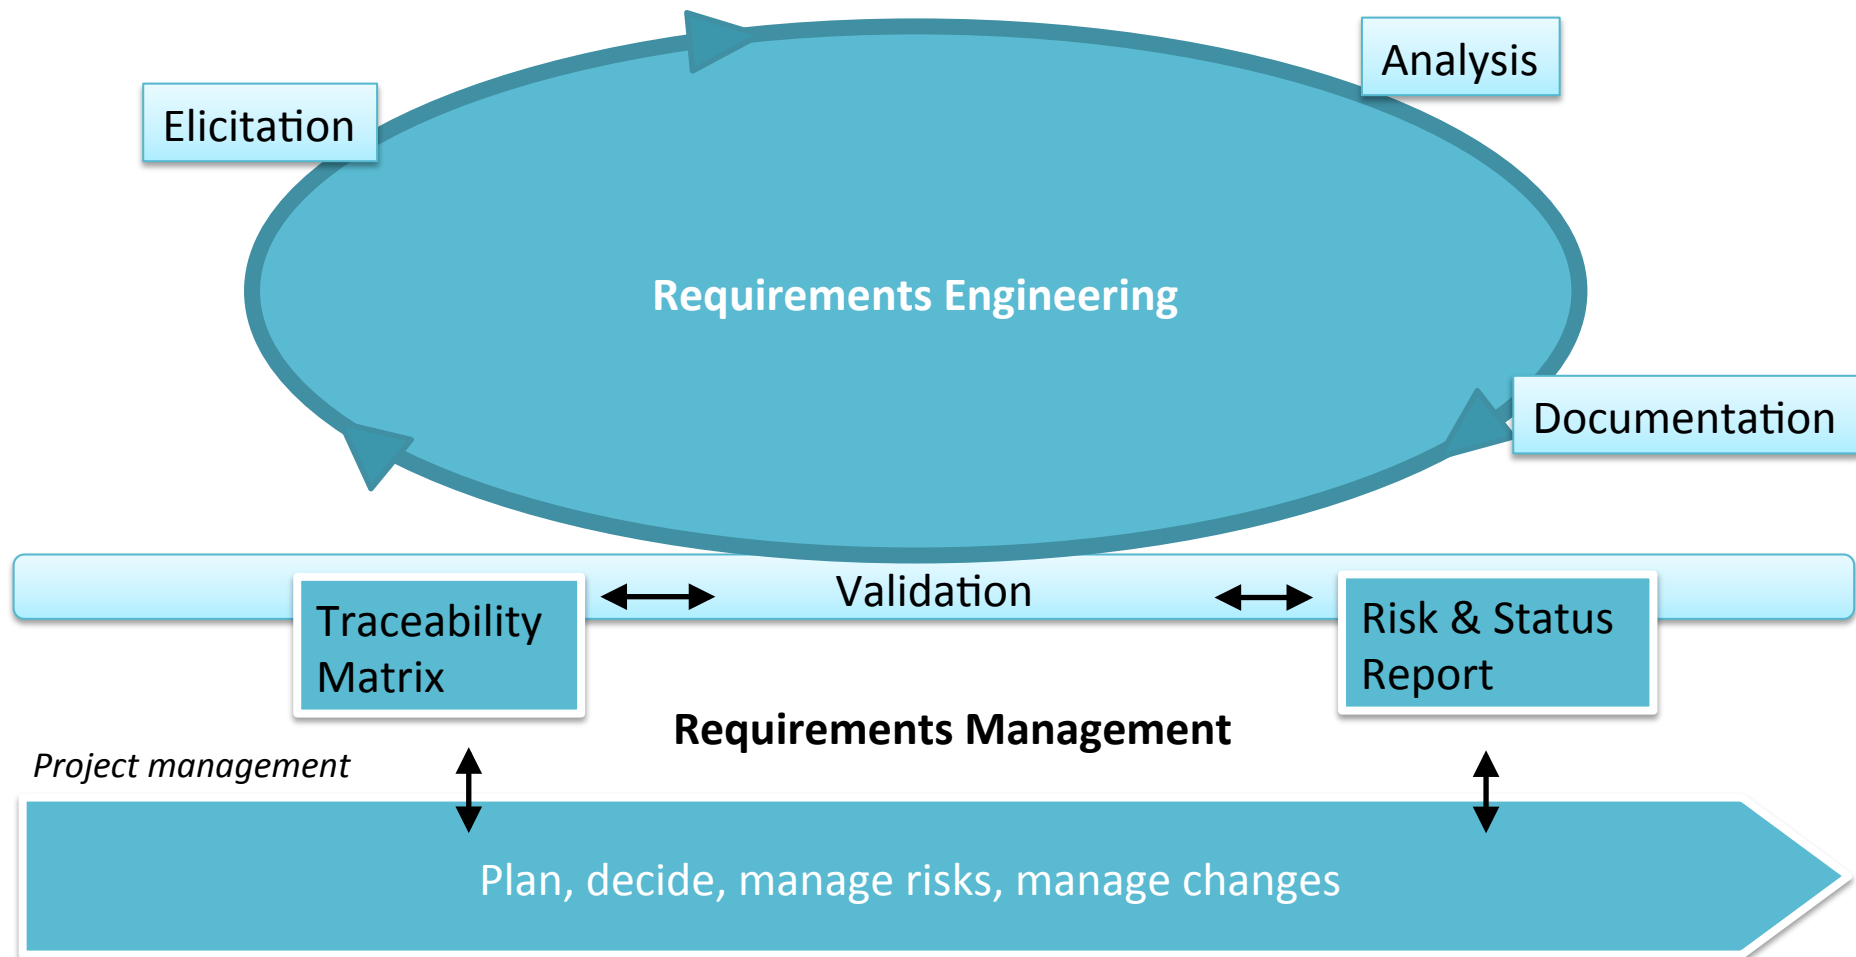 Analysis
Elicitation
Requirements Engineering
Documentation
Validation
Traceability
Matrix
Risk & Status
Report
Requirements Management
Project management
Plan, decide, manage risks, manage changes